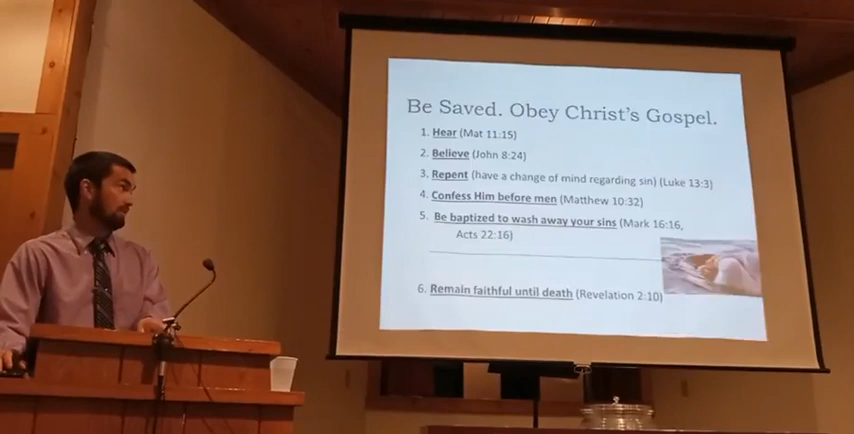 Be Saved. Obey Christ's Gospel.
1. Hear (Mat 11:15)
2. Believe (John 8:24)
3. Repent (have a change of mind regarding sin) (Luke 13:3)
4. Confess Him before men (Matthew 10:32)
5. Be baptized to wash away your sins (Mark 16:16,
Acts 22:16)
6. Remain faithful until death (Revelation 2:10)